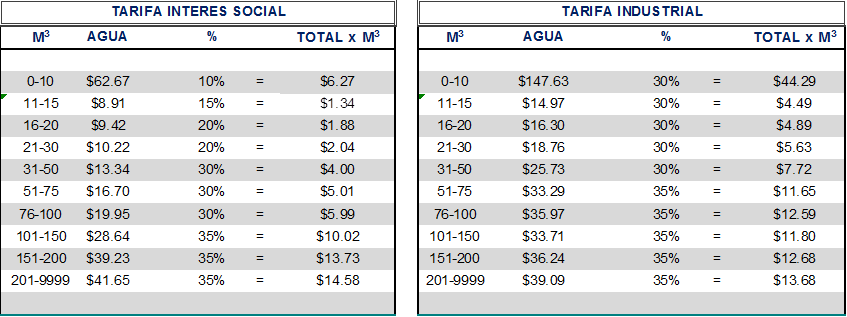 TARIFA INTERES SOCIAL
M³ AGUA % TOTAL x M³
0-10 $62.67 10% = $6.27
11-15 $8.91 15% = $1.34
16-20 $9.42 20% = $1.88
21-30 $10.22 20% = $2.04
31-50 $13.34 30% = $4.00
51-75 $16.70 30% = $5.01
76-100 $19.95 30% = $5.99
101-150 $28.64 35% = $10.02
151-200 $39.23 35% = $13.73
201-9999 $41.65 35% = $14.58
TARIFA INDUSTRIAL
M³ AGUA % TOTAL x M³
0-10 $147.63 30% = $44.29
11-15 $14.97 30% = $4.49
16-20 $16.30 30% = $4.89
21-30 $18.76 30% = $5.63
31-50 $25.73 30% = $7.72
51-75 $33.29 35% = $11.65
76-100 $35.97 35% = $12.59
101-150 $33.71 35% = $11.80
151-200 $36.24 35% = $12.68
201-9999 $39.09 35% = $13.68